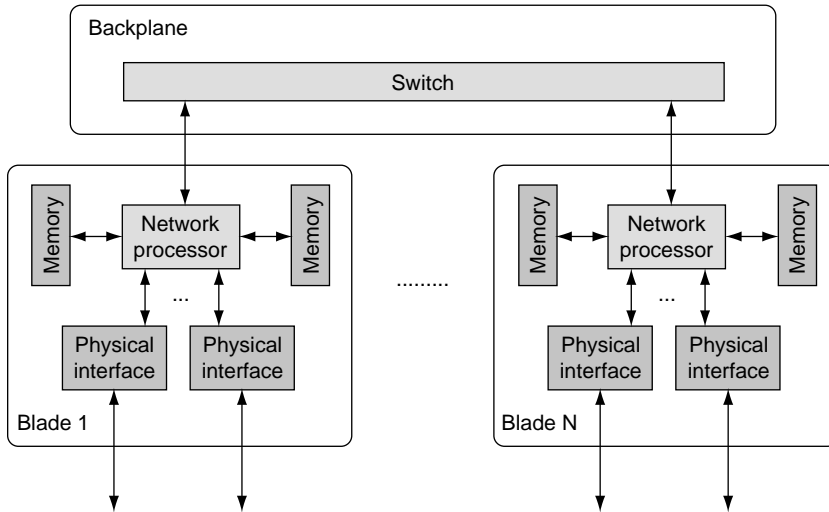 Backplane
Switch
Memory
Network
processor
Memory
...
Physical
interface
Physical
interface
Blade 1
.........
Memory
Network
processor
Memory
...
Physical
interface
Physical
interface
Blade N